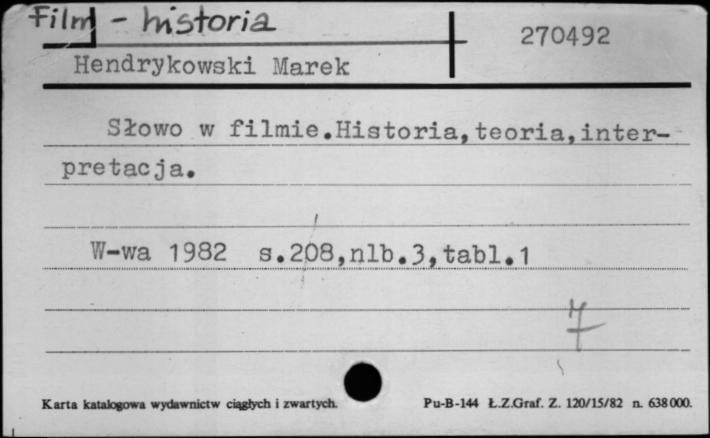 Film - historia
270492
Hendrykowski Marek
Słowo w filmie.Historia,teoria,inter-
pretacja.
W-wa 1982 s.208,nlb.3,tabl.1
Karta katalogowa wydawnictw ciągłych i zwartych.
Pu-B-144 Ł.Z.Graf. Z. 120/15/82 n. 638000.